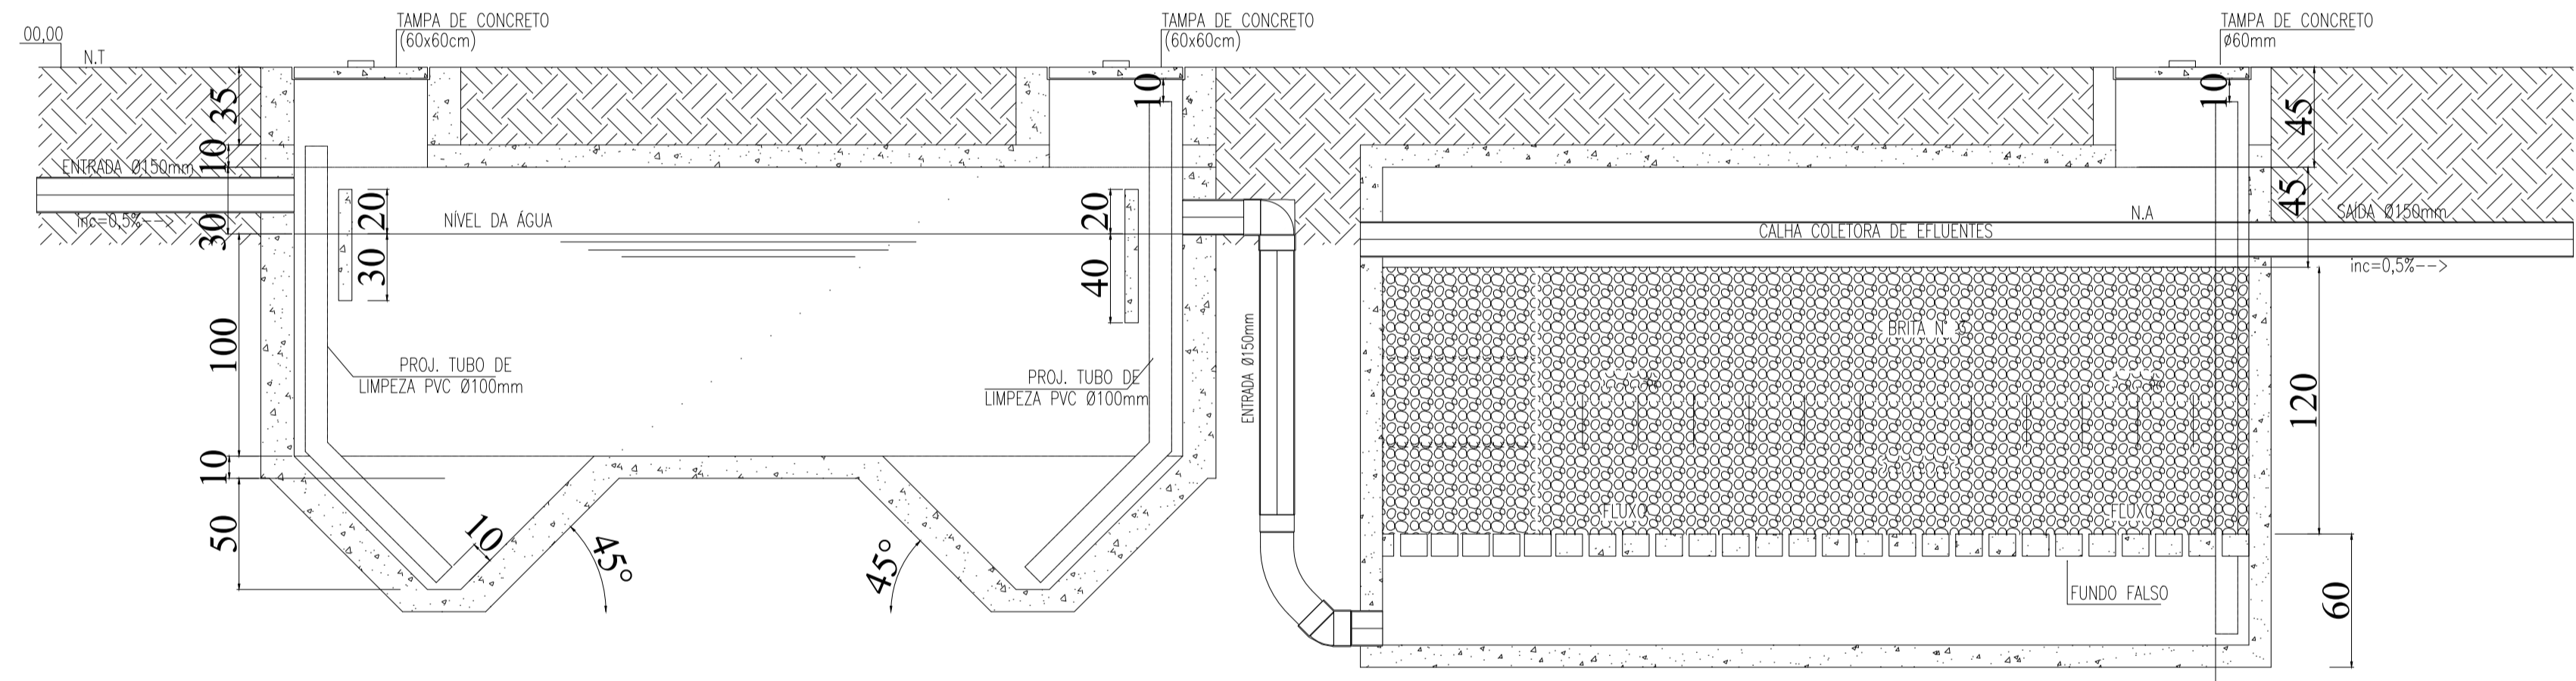 TAMPA DE CONCRETO
(60x60cm)
TAMPA DE CONCRETO
(60x60cm)
TAMPA DE CONCRETO
Ø60mm
00,00
N.T
35
10
10
10
45
ENTRADA Ø150mm
inc=0,5%-->
30
20
30
NÍVEL DA ÁGUA
20
40
45
N.A
SAÍDA Ø150mm
CALHA COLETORA DE EFLUENTES
inc=0,5%-->
100
PROJ. TUBO DE
LIMPEZA PVC Ø100mm
PROJ. TUBO DE
LIMPEZA PVC Ø100mm
ENTRADA Ø150mm
BRITA N° 3
120
10
50
10
45°
45°
FLUXO
FLUXO
FUNDO FALSO
60